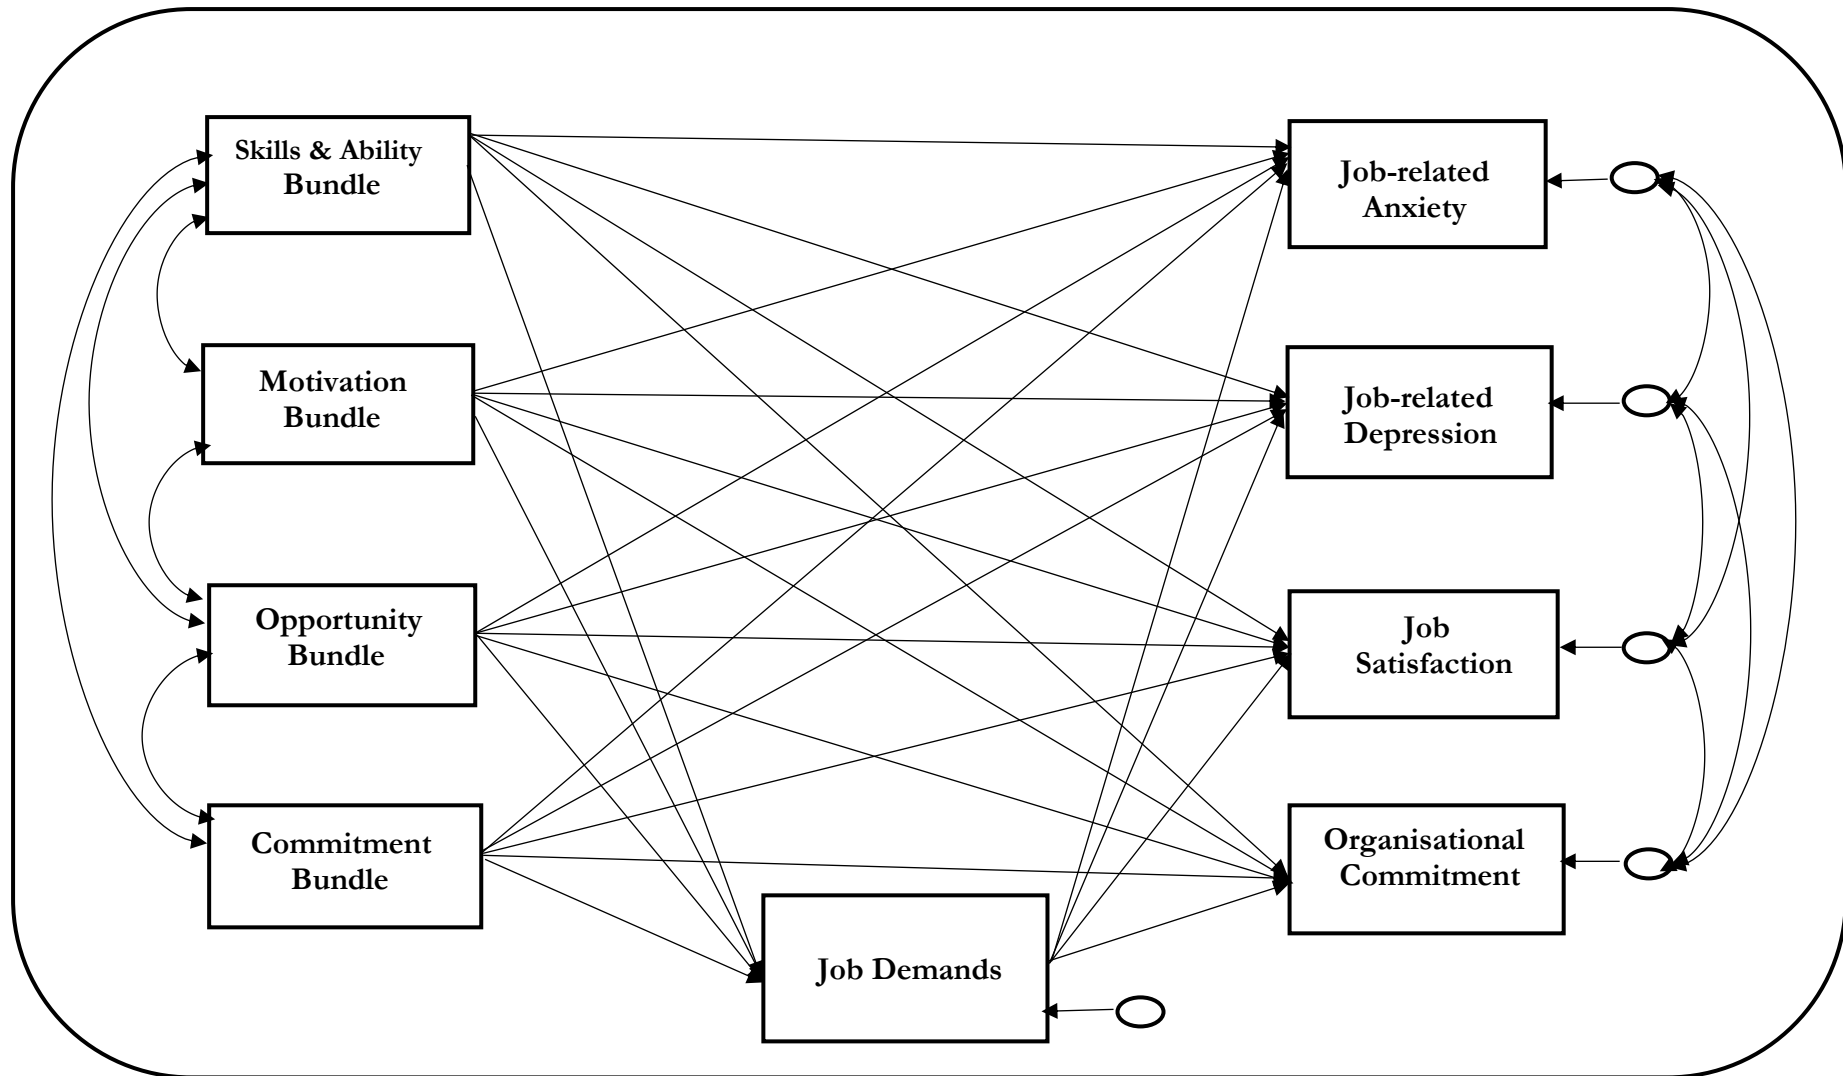 Skills & Ability
Bundle
Motivation
Bundle
Opportunity
Bundle
Commitment
Bundle
Job Demands
Job-related
Anxiety
Job-related
Depression
Job
Satisfaction
Organisational
Commitment